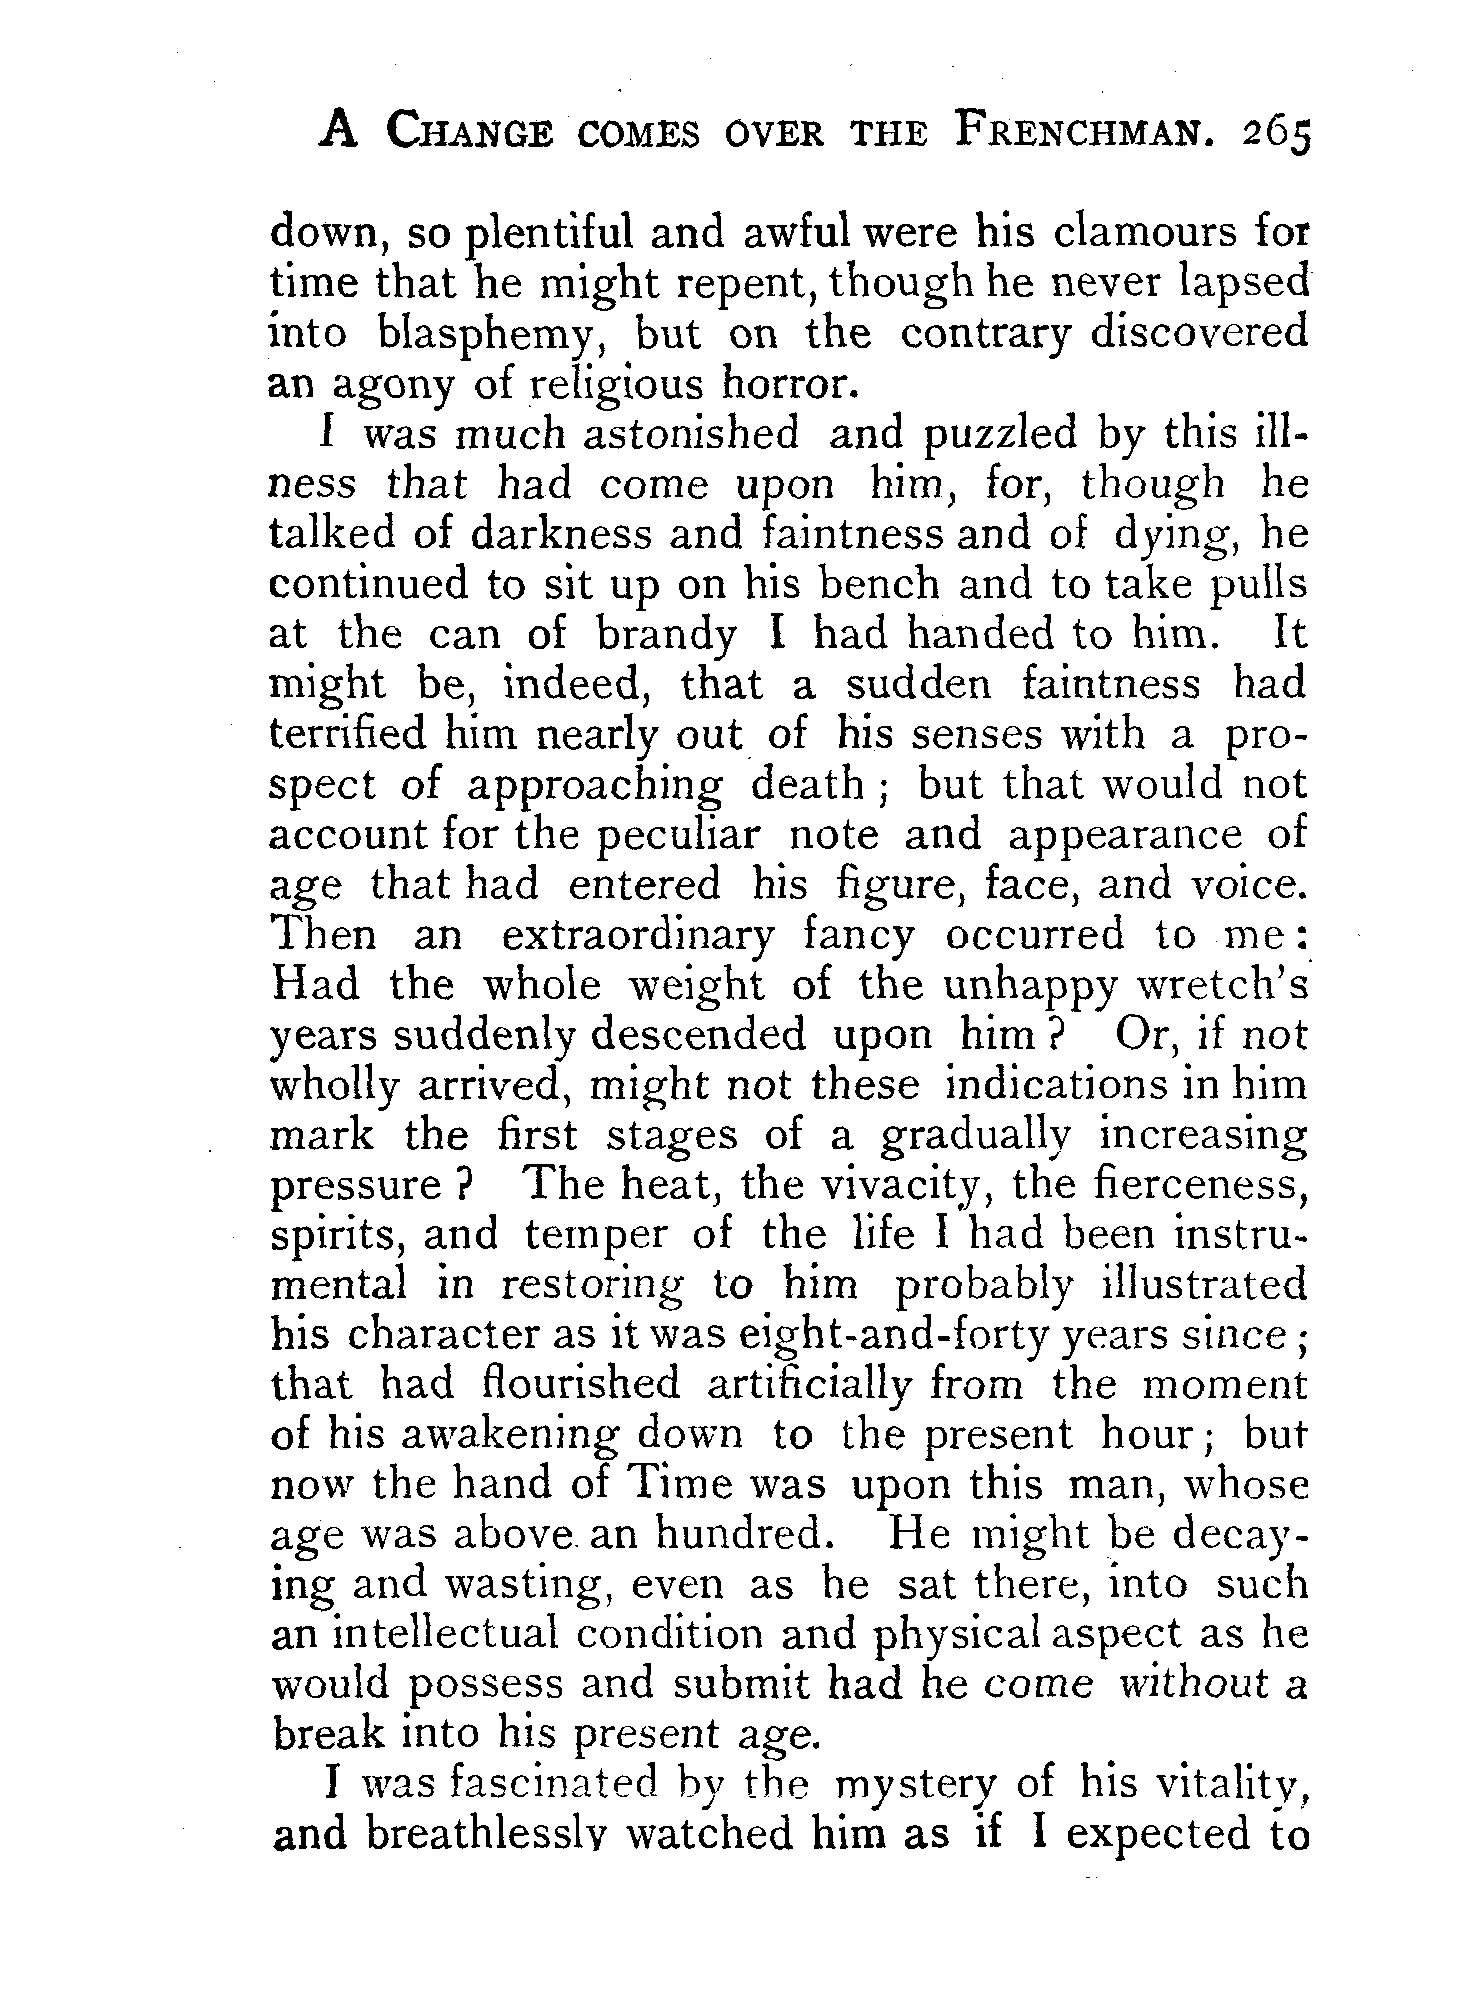 A CHANGE COMES OVER THE FRENCHMAN. 265
down, so plentiful and awful were his clamours for
time that he might repent, though he never lapsed
into blasphemy, but on the contrary discovered
an agony of religious horror.
I was much astonished and puzzled by this ill-
ness that had come upon him, for, though he
talked of darkness and faintness and of dying, he
continued to sit up on his bench and to take pulls
at the can of brandy I had handed to him. It
might be, indeed, that a sudden faintness had
terrified him nearly out of his senses with a pro-
spect of approaching death ; but that would not
account for the peculiar note and appearance of
age that had entered his figure, face, and voice.
Then an extraordinary fancy occurred to me :
Had the whole weight of the unhappy wretch's
years suddenly descended upon him ? Or, if not
wholly arrived, might not these indications in him
mark the first stages of a gradually increasing
pressure ? The heat, the vivacity, the fierceness,
spirits, and temper of the life I had been instru-
mental in restoring to him probably illustrated
his character as it was eight-and-forty years since ;
that had flourished artificially from the moment
of his awakening down to the present hour ; but
now the hand of Time was upon this man, whose
age was above an hundred. He might be decay-
ing and wasting, even as he sat there, into such
an intellectual condition and physical aspect as he
would possess and submit had he come without a
break into his present age.
I was fascinated by the mystery of his vitality,
and breathlessly watched him as if I expected to